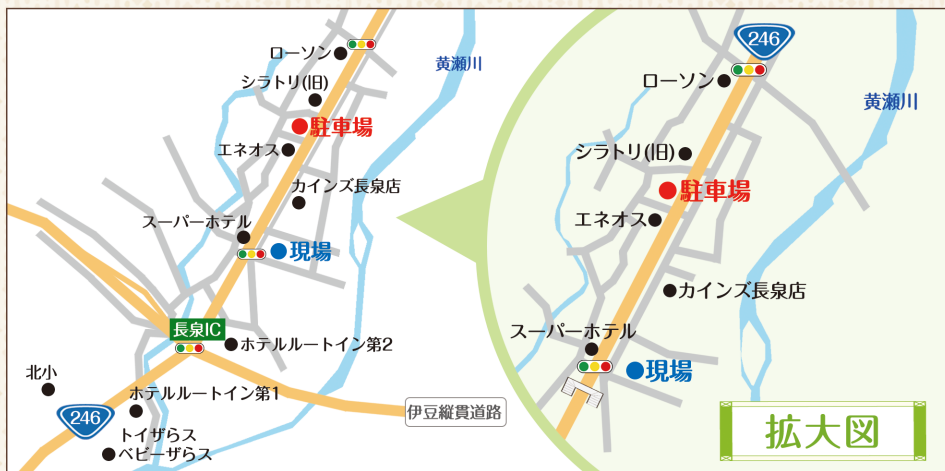 ローソン
黄瀬川
シラトリ(旧)
駐車場
エネオス
カインズ長泉店
スーパーホテル
現場
長泉IC
ホテルルートイン第2
北小
246
ホテルルートイン第1
伊豆縦貫道路
トイザらス
ベビーザらス
246
ローソン
黄瀬川
シラトリ(旧)
駐車場
エネオス
カインズ長泉店
スーパーホテル
現場
拡大図